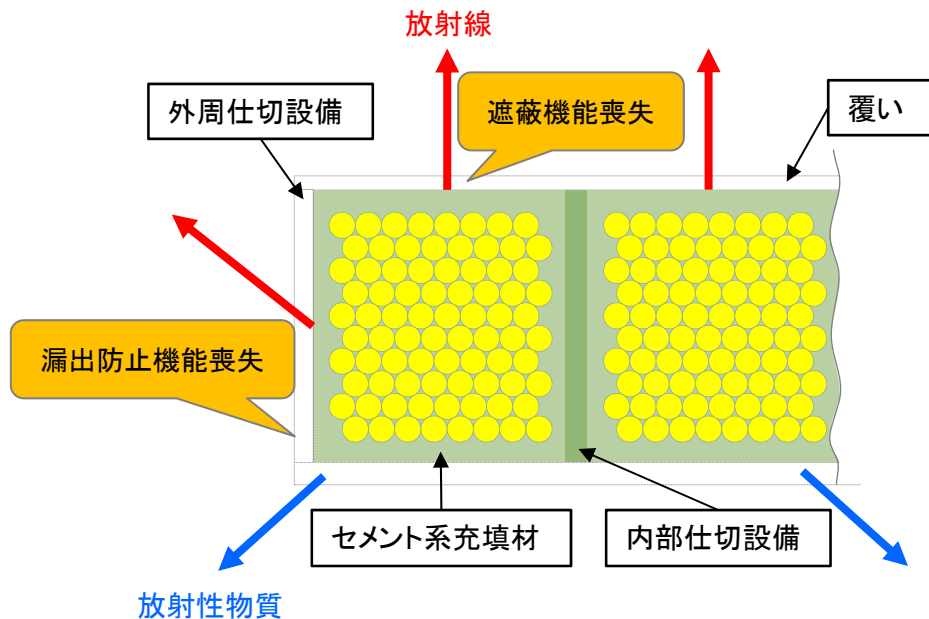 放射線
外周仕切設備
遮蔽機能喪失
覆い
漏出防止機能喪失
セメント系充填材
内部仕切設備
放射性物質